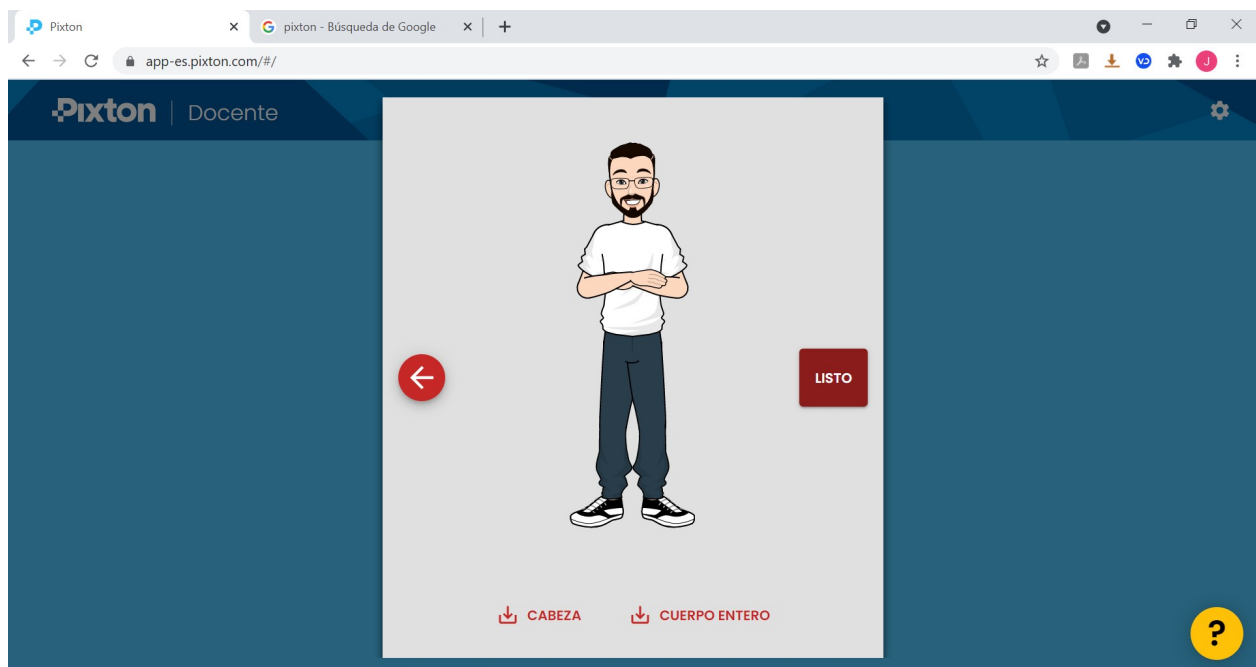 Pixton
pixton - Búsqueda de Google
app-es.pixton.com/#/
J
Pixton | Docente
LISTO
CABEZA
CUERPO ENTERO
?